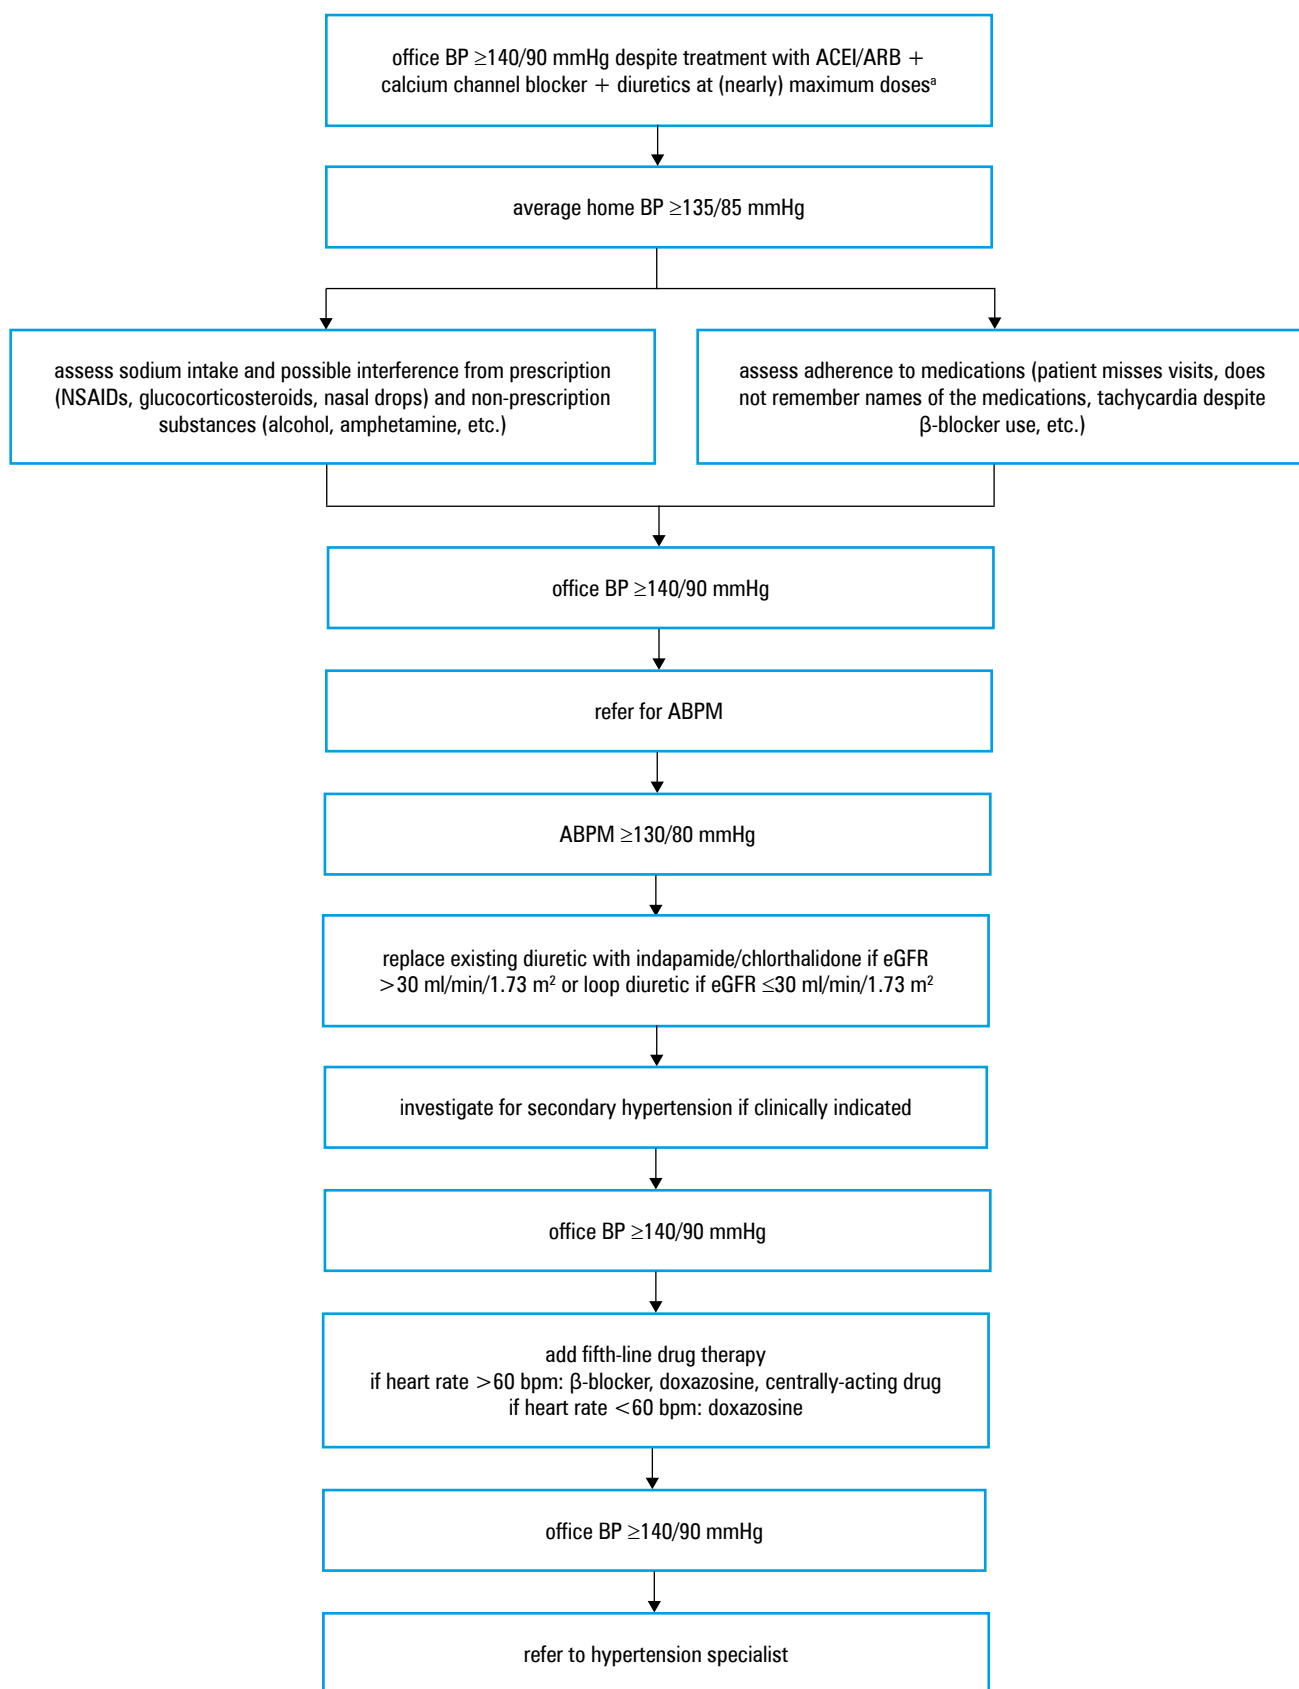 office BP ≥140/90 mmHg despite treatment with ACEI/ARB +
calcium channel blocker + diuretics at (nearly) maximum dosesª
average home BP ≥135/85 mmHg
assess sodium intake and possible interference from prescription
(NSAIDs, glucocorticosteroids, nasal drops) and non-prescription
substances (alcohol, amphetamine, etc.)
assess adherence to medications (patient misses visits, does
not remember names of the medications, tachycardia despite
β-blocker use, etc.)
office BP ≥140/90 mmHg
refer for ABPM
ABPM ≥130/80 mmHg
replace existing diuretic with indapamide/chlorthalidone if eGFR
>30 ml/min/1.73 m² or loop diuretic if eGFR ≤30 ml/min/1.73 m²
investigate for secondary hypertension if clinically indicated
office BP ≥140/90 mmHg
add fifth-line drug therapy
if heart rate >60 bpm: β-blocker, doxazosine, centrally-acting drug
if heart rate <60 bpm: doxazosine
office BP ≥140/90 mmHg
refer to hypertension specialist